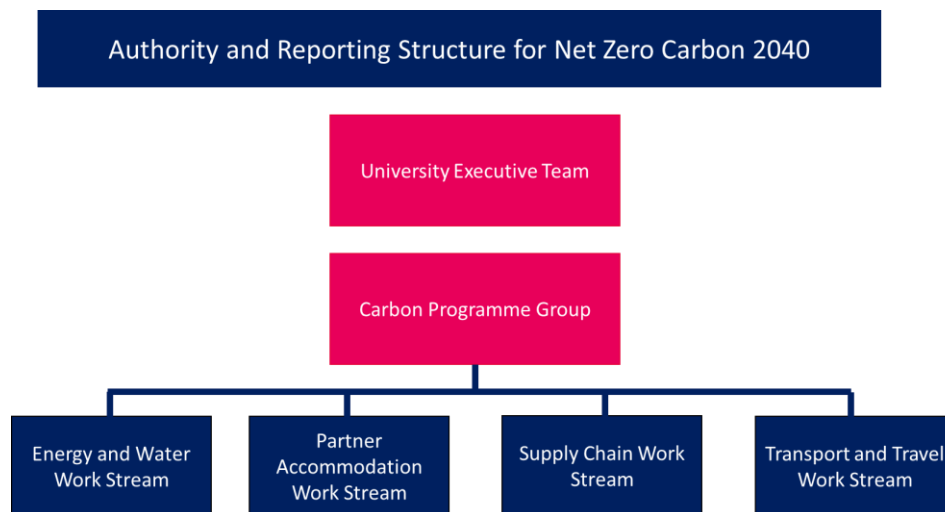 Authority and Reporting Structure for Net Zero Carbon 2040
University Executive Team
Carbon Programme Group
Energy and Water
Work Stream
Partner
Accommodation
Work Stream
Supply Chain Work
Stream
Transport and Travel
Work Stream